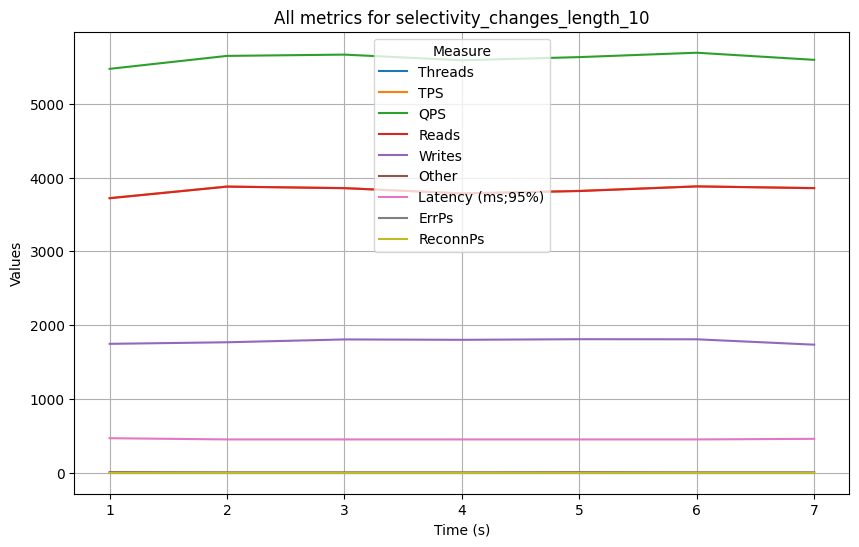 All metrics for selectivity_changes_length_10
Measure
Threads
TPS
QPS
Reads
Writes
Other
Latency (ms;95%)
ErrPs
ReconnPs
Values
5000
4000
3000
2000
1000
0
1 2 3 4 5 6 7
Time (s)